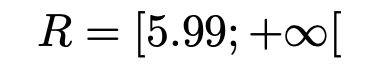 R = [5.99; +∞[